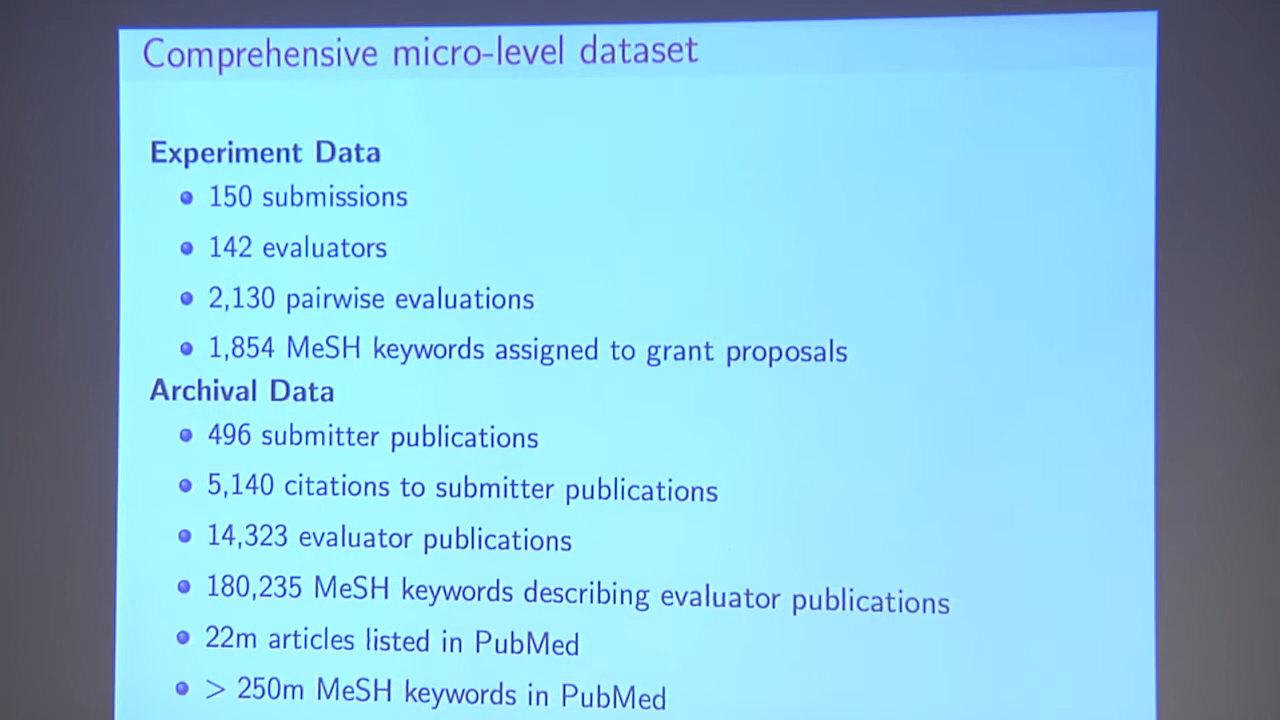 Comprehensive micro-level dataset
Experiment Data
150 submissions
142 evaluators
2,130 pairwise evaluations
1,854 MeSH keywords assigned to grant proposals
Archival Data
496 submitter publications
5,140 citations to submitter publications
14,323 evaluator publications
180,235 MeSH keywords describing evaluator publications
22m articles listed in PubMed
> 250m MeSH keywords in PubMed